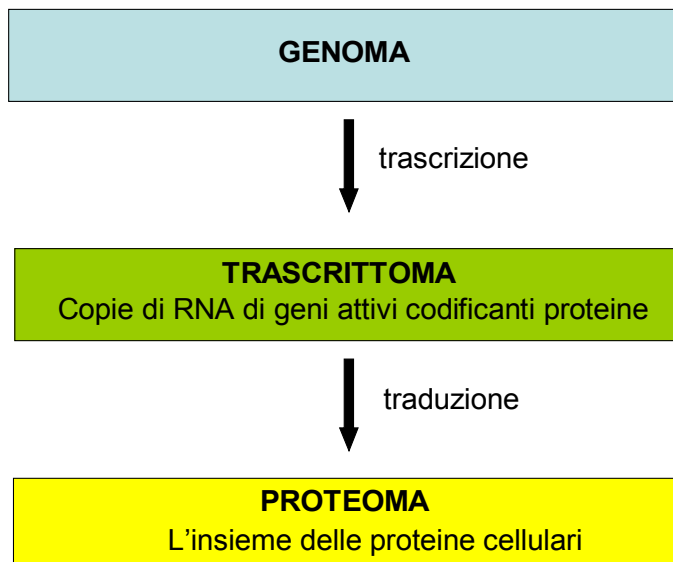 GENOMA
trascrizione
TRASCRITTOMA
Copie di RNA di geni attivi codificanti proteine
traduzione
PROTEOMA
L’insieme delle proteine cellulari